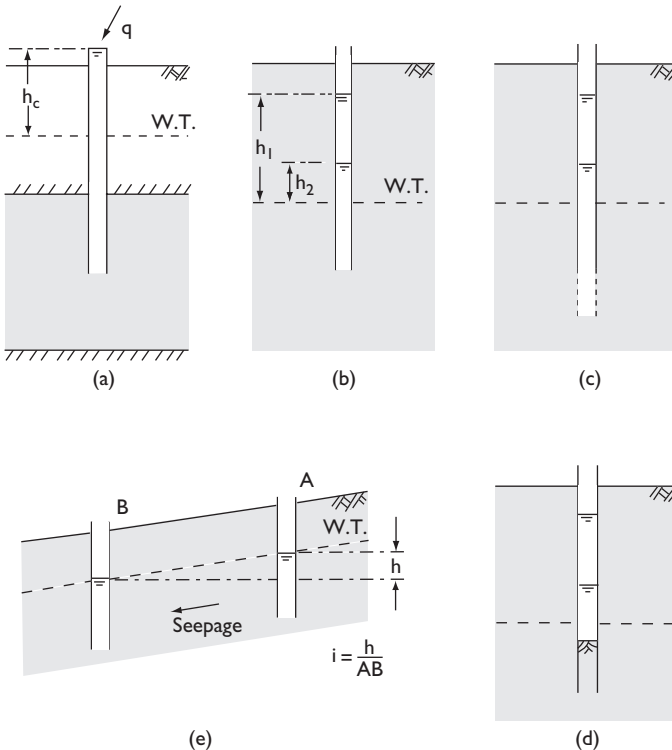 q
h_c
W.T.
(a)
h_1
h_2
W.T.
(b)
(c)
A
B
W.T.
h
Seepage
i = h/AB
(e)
(d)